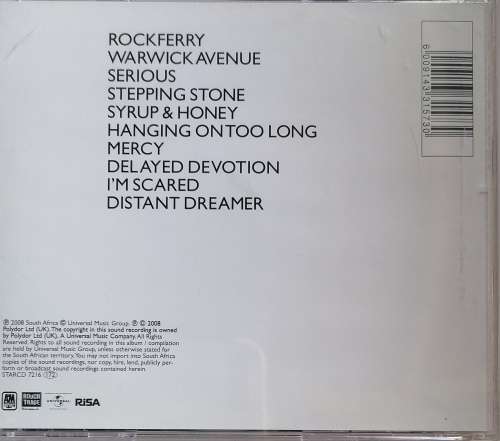 ROCKFERRY
WARWICK AVENUE
SERIOUS
STEPPING STONE
SYRUP & HONEY
HANGING ON TOO LONG
MERCY
DELAYED DEVOTION
I'M SCARED
DISTANT DREAMER
6009143315730
℗ 2008 South Africa © Universal Music Group. ℗ © 2008
Polydor Ltd (UK). The copyright in this sound recording is owned
by Polydor Ltd (UK). A Universal Music Company. All Rights
Reserved. Rights to all sound recording in this album / compilation
are held by Universal Music Group, unless otherwise stated for
the South African territory. You may not import into South Africa
copies of the sound recordings, nor copy, hire, lend, publicly per-
form or broadcast sound recordings contained herein.
STARCD 7216 (172)
A&M ROUGH TRADE UNIVERSAL RiSA